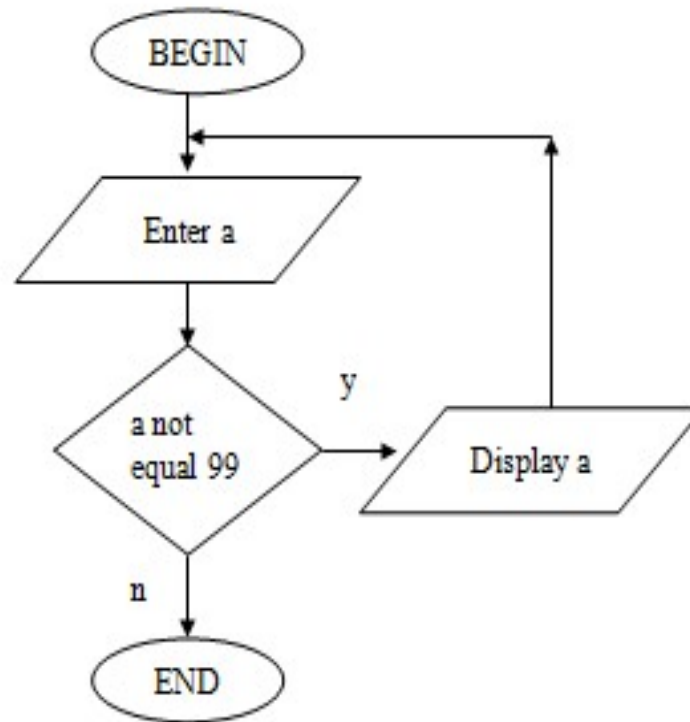 BEGIN
Enter a
a not
equal 99
y
Display a
n
END